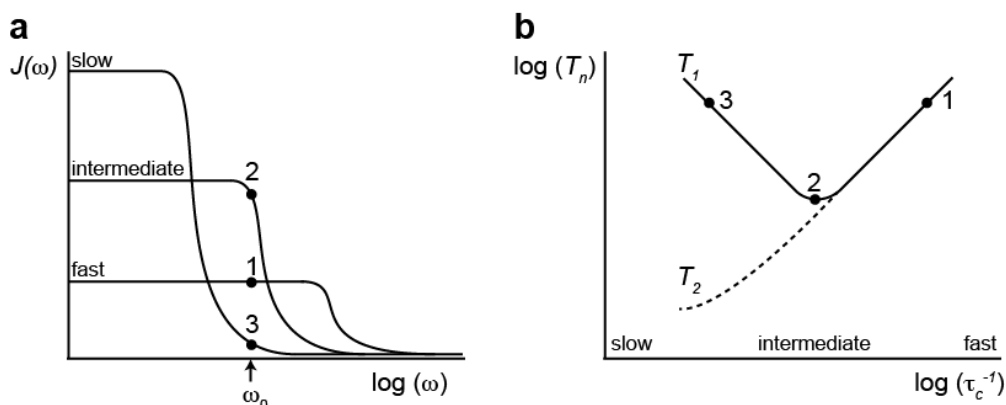 a
J(ω)
slow
intermediate
fast
2
1
3
ω₀
log (ω)
b
log (Tₙ)
T₁
3
1
2
T₂
slow
intermediate
fast
log (τ_c⁻¹)